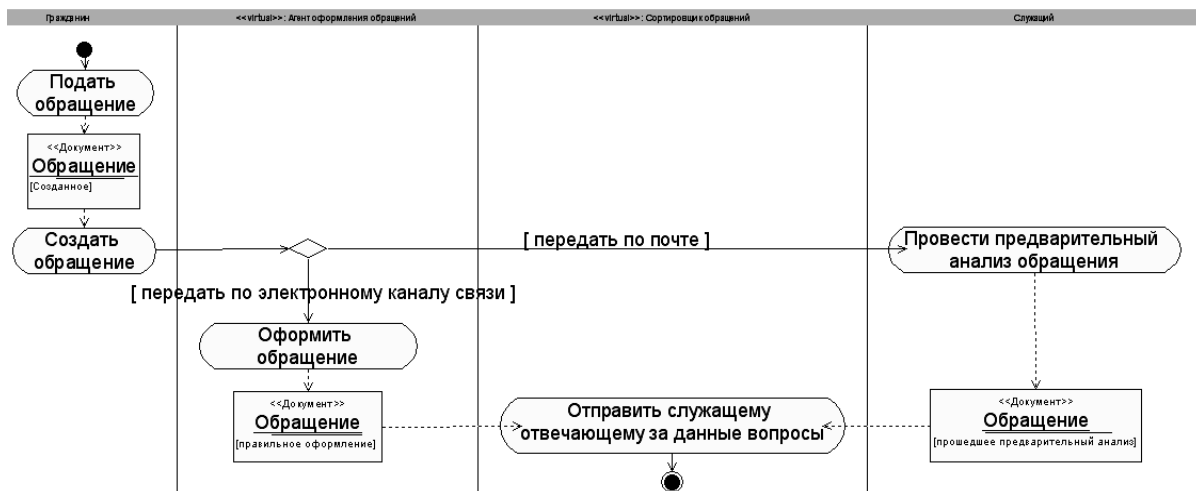 Гражданин
<<virtual>>: Агент оформления обращений
<<virtual>>: Сортировщик обращений
Служащий
Подать
обращение
<<Документ>>
Обращение
[Созданное]
Создать
обращение
[ передать по почте ]
Провести предварительный
анализ обращения
[ передать по электронному каналу связи ]
Оформить
обращение
<<Документ>>
Обращение
[правильное оформление]
Отправить служащему
отвечающему за данные вопросы
<<Документ>>
Обращение
[прошедшее предварительный анализ]